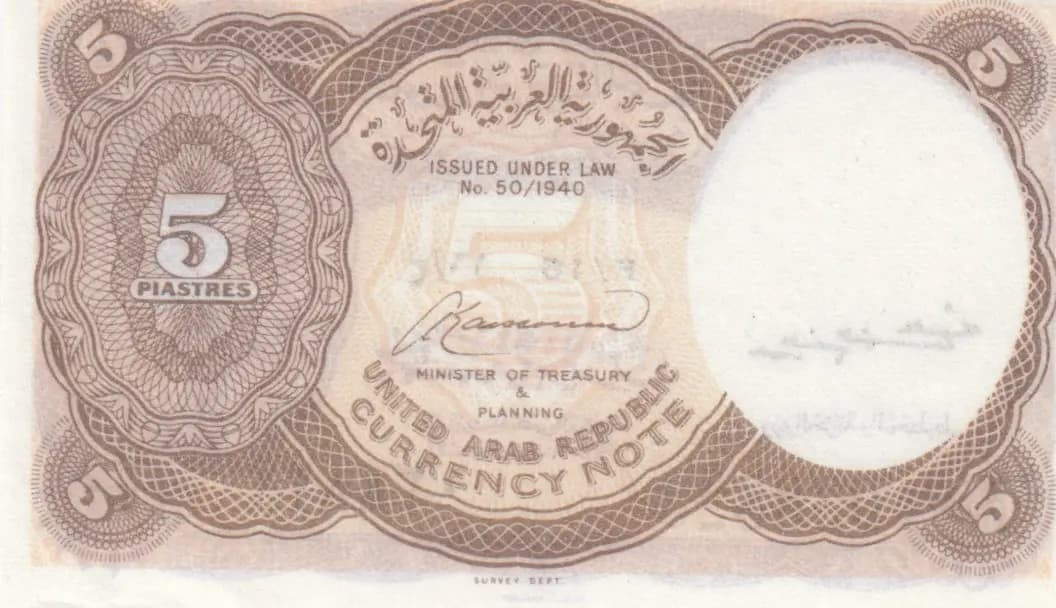 5
5
الجمهورية العربية المتحدة
ISSUED UNDER LAW
No. 50/1940
5
PIASTRES
5
MINISTER OF TREASURY
&
PLANNING
UNITED ARAB REPUBLIC
CURRENCY NOTE
5
5
SURVEY DEPT.